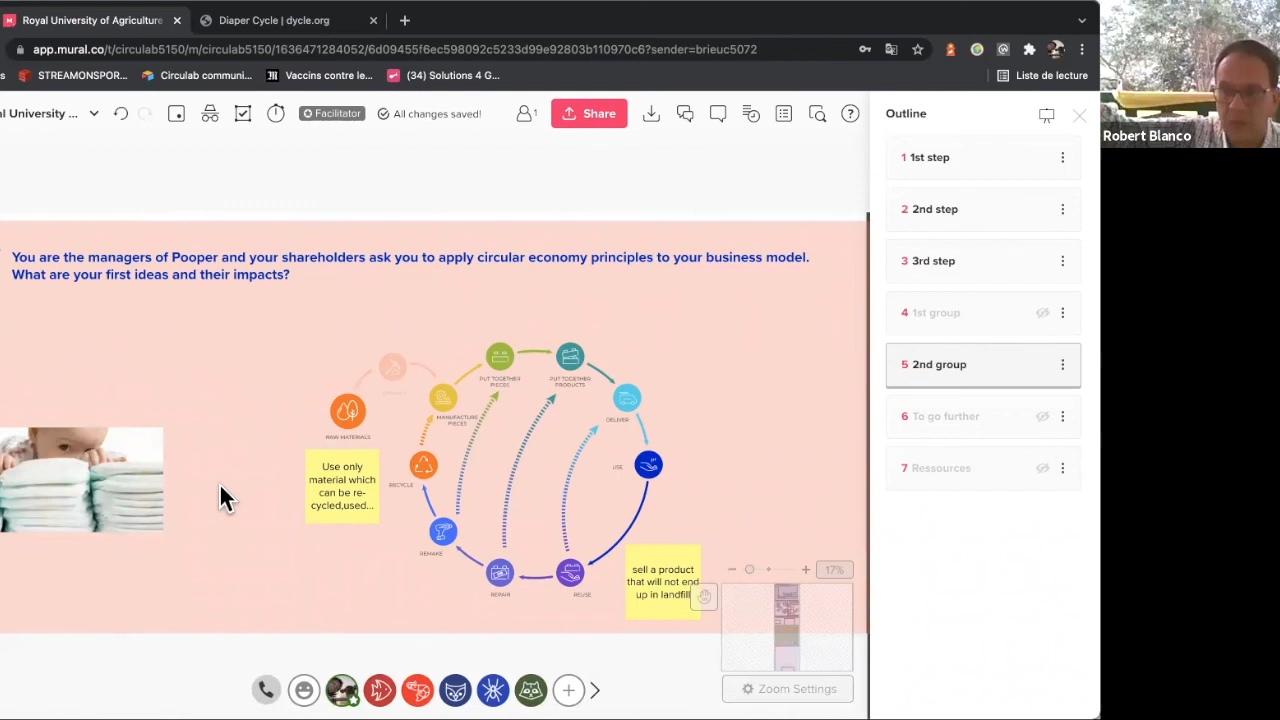 Royal University of Agriculture
Diaper Cycle | dycle.org
app.mural.co/t/circulab5150/m/circulab5150/1636471284052/6d09455f6ec598092c5233d99e92803b110970c6?sender=brieuc5072
STREAMONSPOR...
Circulab communi...
Vaccins contre le...
(34) Solutions 4 G...
Liste de lecture
al University ...
Facilitator
All changes saved!
1
Share
Outline
Robert Blanco
1 1st step
2 2nd step
3 3rd step
4 1st group
5 2nd group
6 To go further
7 Ressources
You are the managers of Pooper and your shareholders ask you to apply circular economy principles to your business model.
What are your first ideas and their impacts?
PUT TOGETHER
PIECES
PUT TOGETHER
PRODUCTS
MANUFACTURE
PIECES
DELIVER
RAW MATERIALS
USE
RECYCLE
REMAKE
REPAIR
REUSE
Use only
material which
can be re-
cycled,used...
sell a product
that will not end
up in landfill
17%
Zoom Settings